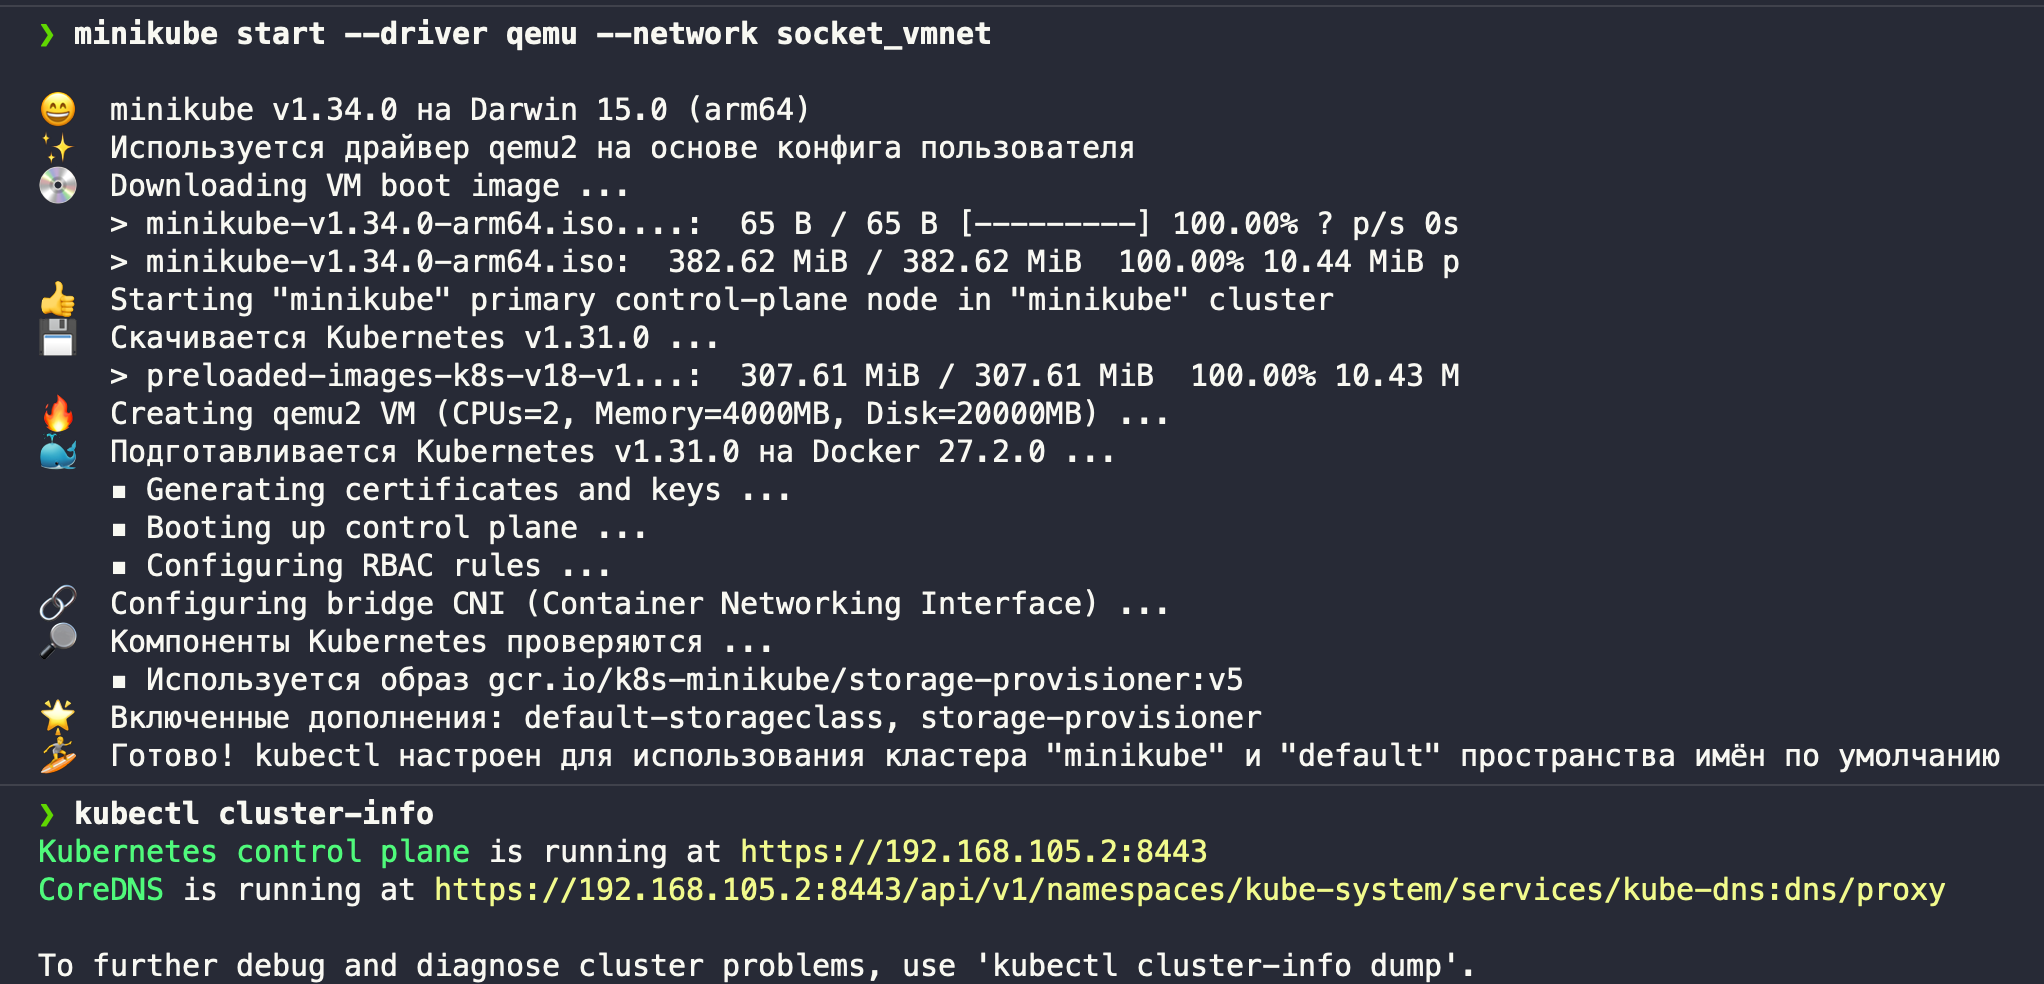 ❯ minikube start --driver qemu --network socket_vmnet
😄 minikube v1.34.0 на Darwin 15.0 (arm64)
✨ Используется драйвер qemu2 на основе конфига пользователя
💿 Downloading VM boot image ...
> minikube-v1.34.0-arm64.iso....: 65 B / 65 B [---------] 100.00% ? p/s 0s
> minikube-v1.34.0-arm64.iso: 382.62 MiB / 382.62 MiB 100.00% 10.44 MiB p
👍 Starting "minikube" primary control-plane node in "minikube" cluster
💾 Скачивается Kubernetes v1.31.0 ...
> preloaded-images-k8s-v18-v1...: 307.61 MiB / 307.61 MiB 100.00% 10.43 M
🔥 Creating qemu2 VM (CPUs=2, Memory=4000MB, Disk=20000MB) ...
🐳 Подготавливается Kubernetes v1.31.0 на Docker 27.2.0 ...
▪ Generating certificates and keys ...
▪ Booting up control plane ...
▪ Configuring RBAC rules ...
🔗 Configuring bridge CNI (Container Networking Interface) ...
🔎 Компоненты Kubernetes проверяются ...
▪ Используется образ gcr.io/k8s-minikube/storage-provisioner:v5
🌟 Включенные дополнения: default-storageclass, storage-provisioner
🏄 Готово! kubectl настроен для использования кластера "minikube" и "default" пространства имён по умолчанию
❯ kubectl cluster-info
Kubernetes control plane is running at https://192.168.105.2:8443
CoreDNS is running at https://192.168.105.2:8443/api/v1/namespaces/kube-system/services/kube-dns:dns/proxy
To further debug and diagnose cluster problems, use 'kubectl cluster-info dump'.